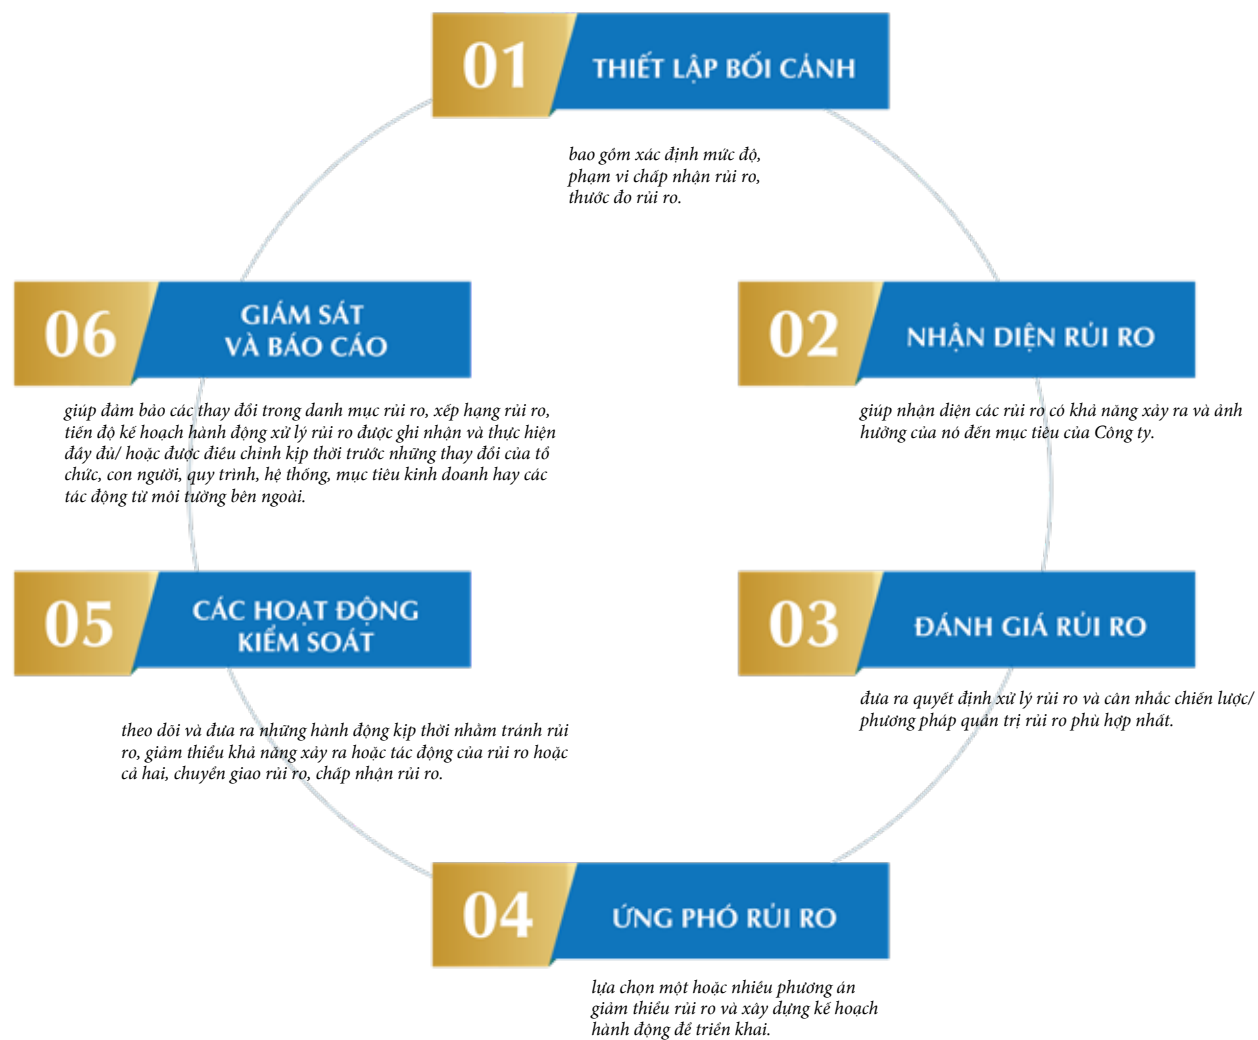 01
THIẾT LẬP BỐI CẢNH
bao gồm xác định mức độ,
phạm vi chấp nhận rủi ro,
thước đo rủi ro.
02
NHẬN DIỆN RỦI RO
giúp nhận diện các rủi ro có khả năng xảy ra và ảnh
hưởng của nó đến mục tiêu của Công ty.
03
ĐÁNH GIÁ RỦI RO
đưa ra quyết định xử lý rủi ro và cân nhắc chiến lược/
phương pháp quản trị rủi ro phù hợp nhất.
04
ỨNG PHÓ RỦI RO
lựa chọn một hoặc nhiều phương án
giảm thiểu rủi ro và xây dựng kế hoạch
hành động để triển khai.
05
CÁC HOẠT ĐỘNG
KIỂM SOÁT
theo dõi và đưa ra những hành động kịp thời nhằm tránh rủi
ro, giảm thiểu khả năng xảy ra hoặc tác động của rủi ro hoặc
cả hai, chuyển giao rủi ro, chấp nhận rủi ro.
06
GIÁM SÁT
VÀ BÁO CÁO
giúp đảm bảo các thay đổi trong danh mục rủi ro, xếp hạng rủi ro,
tiến độ kế hoạch hành động xử lý rủi ro được ghi nhận và thực hiện
đầy đủ/ hoặc được điều chỉnh kịp thời trước những thay đổi của tổ
chức, con người, quy trình, hệ thống, mục tiêu kinh doanh hay các
tác động từ môi tường bên ngoài.